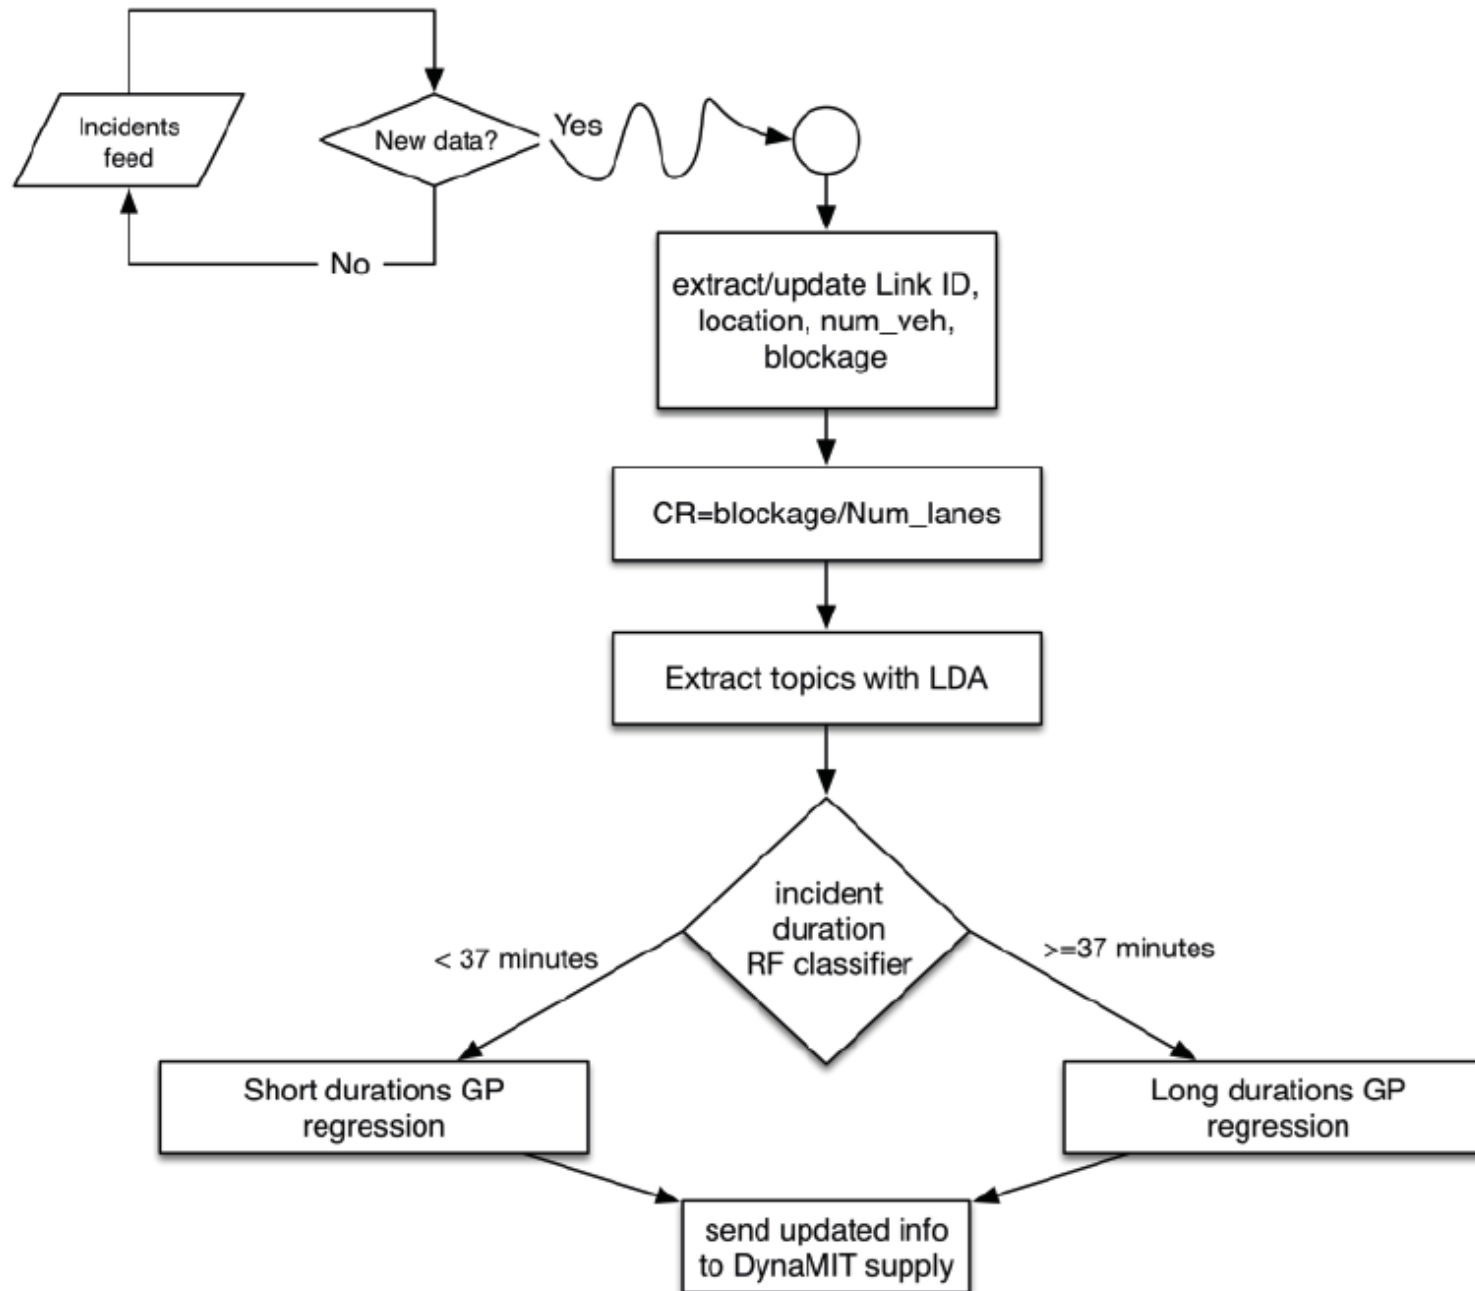 Incidents
feed
New data?
Yes
No
extract/update Link ID,
location, num_veh,
blockage
CR=blockage/Num_lanes
Extract topics with LDA
incident
duration
RF classifier
< 37 minutes
>=37 minutes
Short durations GP
regression
Long durations GP
regression
send updated info
to DynaMIT supply